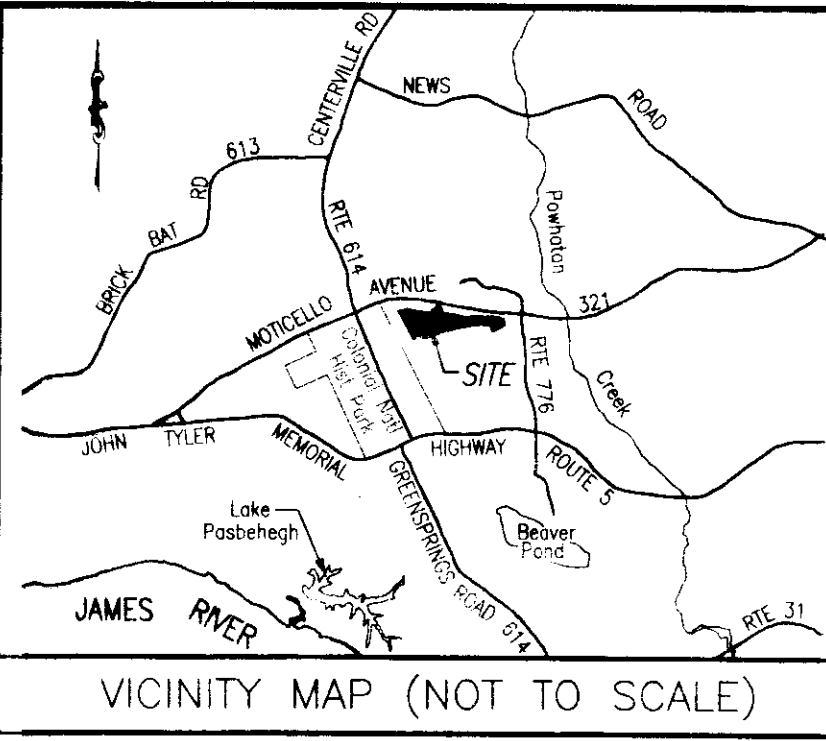 CENTERVILLE RD
NEWS ROAD
613
BRICK BAT RD
RTE 614
Powhatan Creek
MOTICELLO AVENUE
321
Colonial Natl
Hist Park
SITE
RTE 776
JOHN TYLER MEMORIAL HIGHWAY
ROUTE 5
GREENSPRINGS ROAD 614
Lake
Pasbehegh
Beaver
Pond
JAMES RIVER
RTE 31
VICINITY MAP (NOT TO SCALE)